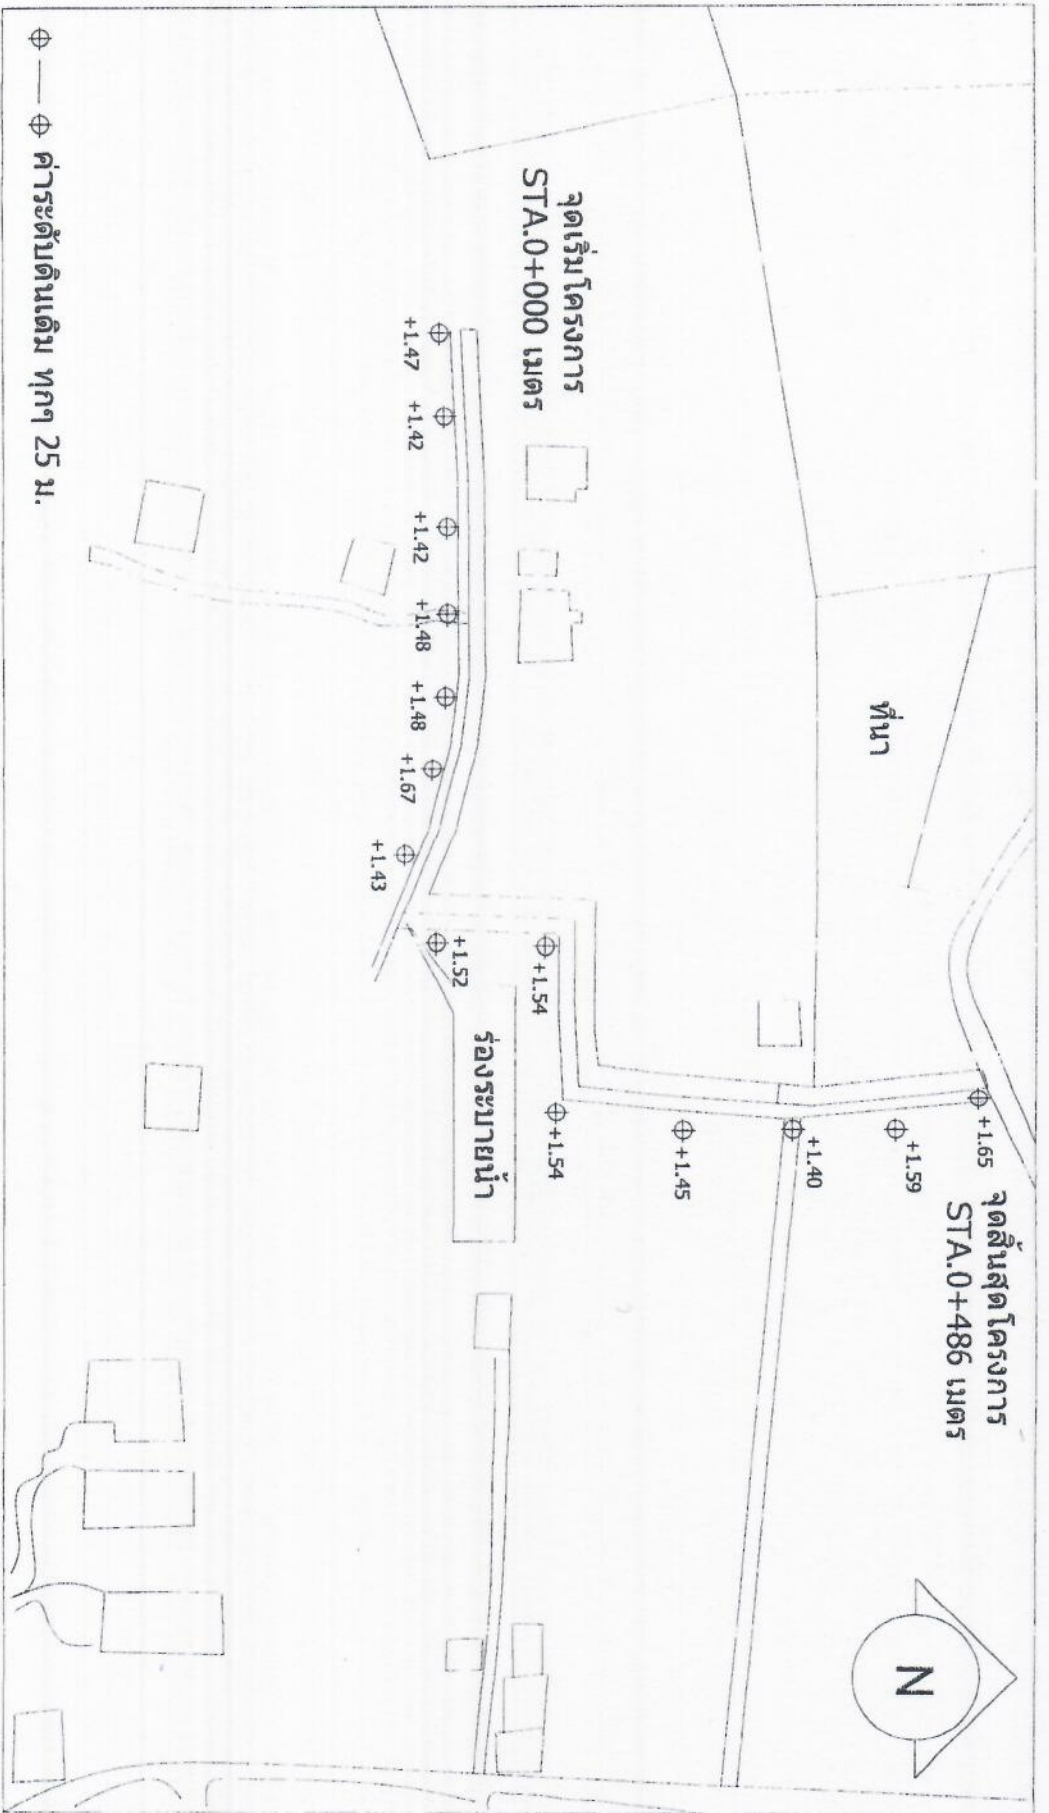 จุดเริ่มโครงการ
STA.0+000 เมตร
+1.47
+1.42
+1.42
+1.48
+1.48
+1.67
+1.43
+1.52
+1.54
+1.54
+1.45
+1.40
+1.59
+1.65
จุดสิ้นสุดโครงการ
STA.0+486 เมตร
ที่นา
ร่องระบายน้ำ
N
ค่าระดับดินเดิม ทุกๆ 25 ม.